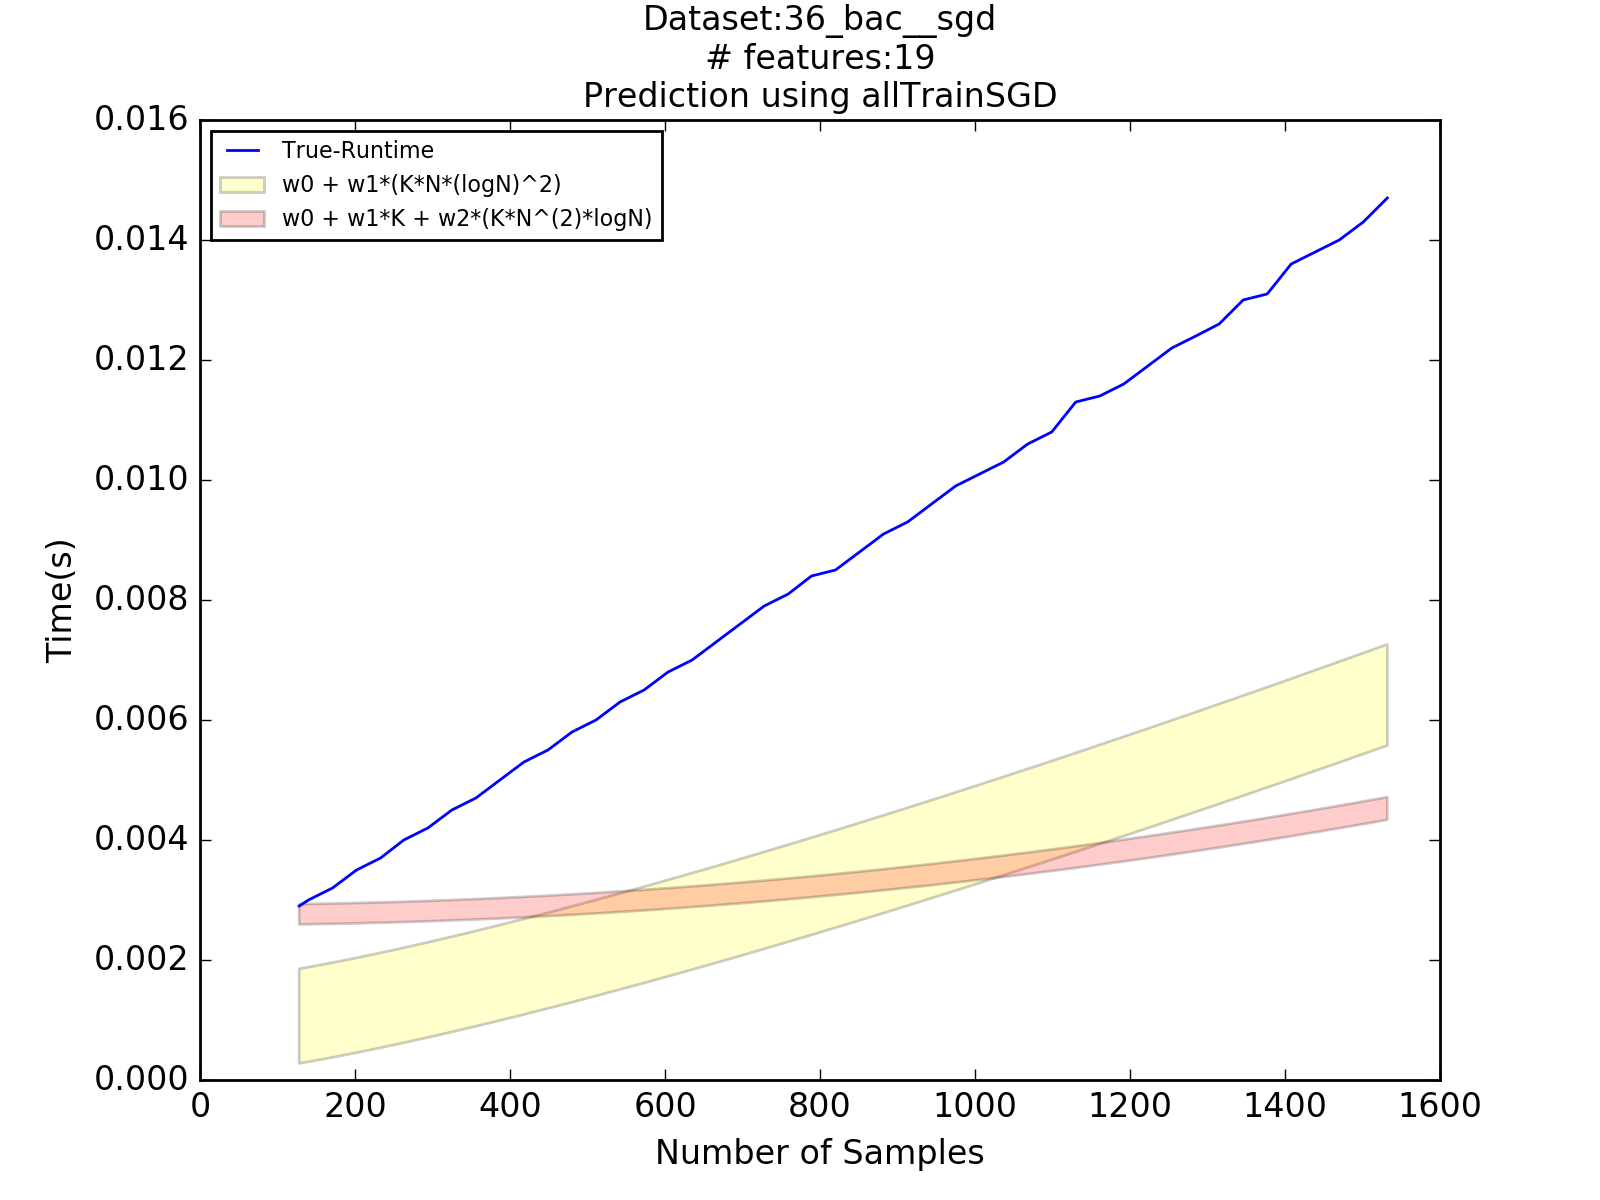 Dataset:36_bac__sgd
# features:19
Prediction using allTrainSGD
True-Runtime
w0 + w1*(K*N*(logN)^2)
w0 + w1*K + w2*(K*N^(2)*logN)
0.016
0.014
0.012
0.010
0.008
0.006
0.004
0.002
0.000
Time(s)
0 200 400 600 800 1000 1200 1400 1600
Number of Samples